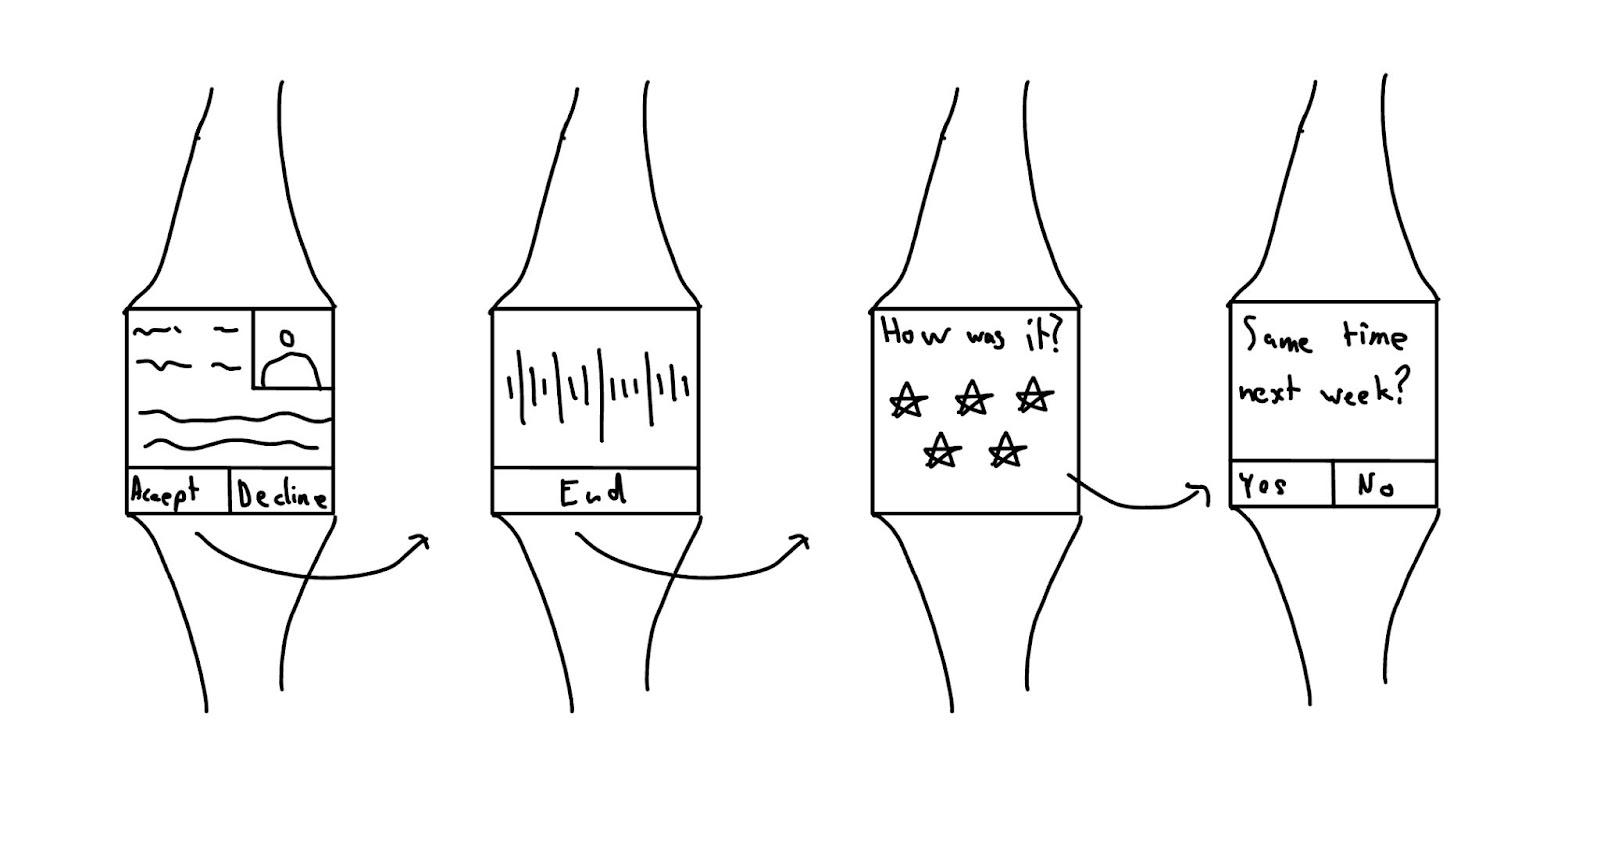 Accept
Decline
End
How was it?
Same time
next week?
Yes
No